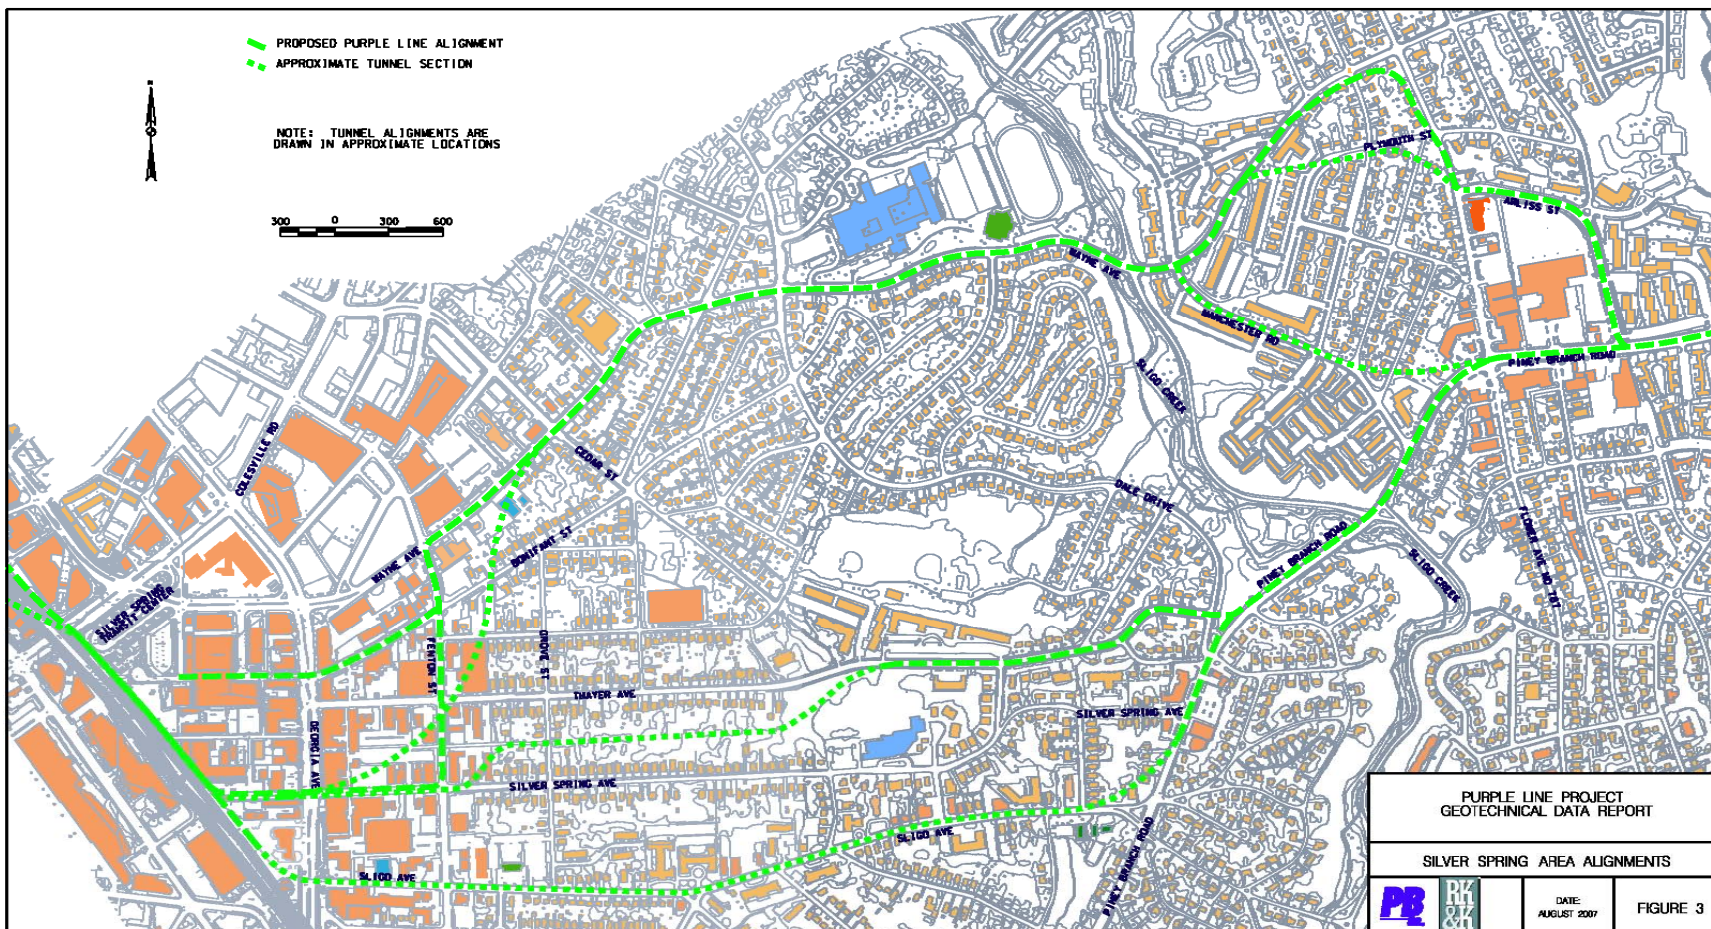 PROPOSED PURPLE LINE ALIGNMENT
APPROXIMATE TUNNEL SECTION
N
NOTE: TUNNEL ALIGNMENTS ARE
DRAWN IN APPROXIMATE LOCATIONS
300 0 300 600
PLYMOUTH ST
ARLISS ST
WAYNE AVE
MANCHESTER RD
PINEY BRANCH ROAD
SLIGO CREEK
COLESVILLE RD
CEDAR ST
DALE DRIVE
WAYNE AVE
BONIFANT ST
PINEY BRANCH ROAD
SLIGO CREEK
FLOWER AVE MD 787
SILVER SPRING
TRANSIT CENTER
FENTON ST
GROVE ST
THAYER AVE
SILVER SPRING AVE
GEORGIA AVE
SILVER SPRING AVE
SLIGO AVE
SLIGO AVE
PINEY BRANCH ROAD
PURPLE LINE PROJECT
GEOTECHNICAL DATA REPORT
SILVER SPRING AREA ALIGNMENTS
PB
RK
&K
DATE:
AUGUST 2007
FIGURE 3